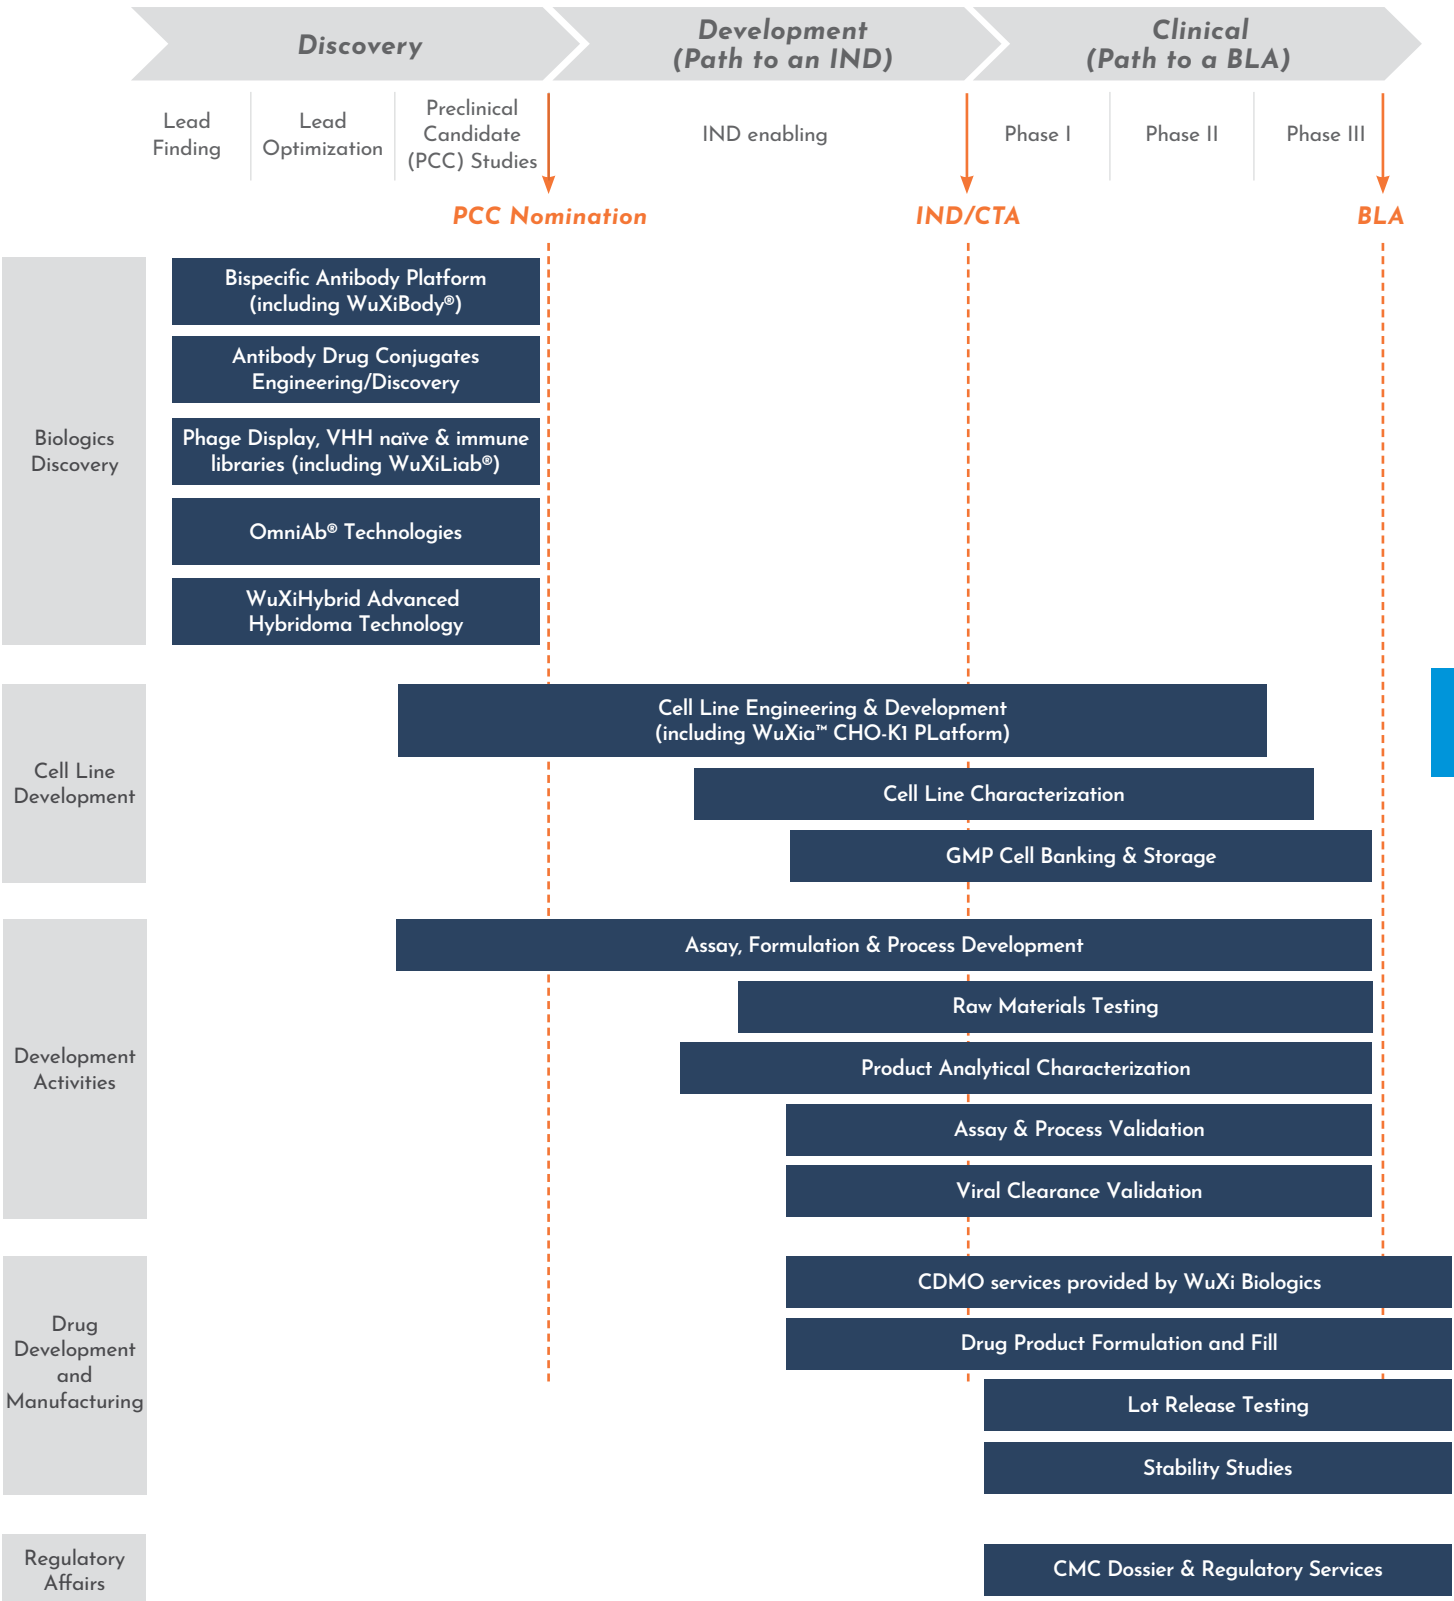 Discovery
Development
(Path to an IND)
Clinical
(Path to a BLA)
Lead
Finding
Lead
Optimization
Preclinical
Candidate
(PCC) Studies
IND enabling
Phase I
Phase II
Phase III
PCC Nomination
IND/CTA
BLA
Biologics
Discovery
Bispecific Antibody Platform
(including WuXiBody®)
Antibody Drug Conjugates
Engineering/Discovery
Phage Display, VHH naïve & immune
libraries (including WuXiLiab®)
OmniAb® Technologies
WuXiHybrid Advanced
Hybridoma Technology
Cell Line
Development
Cell Line Engineering & Development
(including WuXia™ CHO-K1 PLatform)
Cell Line Characterization
GMP Cell Banking & Storage
Development
Activities
Assay, Formulation & Process Development
Raw Materials Testing
Product Analytical Characterization
Assay & Process Validation
Viral Clearance Validation
Drug
Development
and
Manufacturing
CDMO services provided by WuXi Biologics
Drug Product Formulation and Fill
Lot Release Testing
Stability Studies
Regulatory
Affairs
CMC Dossier & Regulatory Services